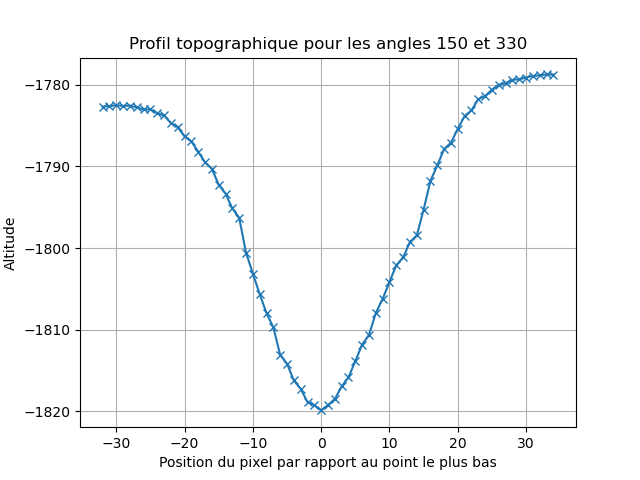 Profil topographique pour les angles 150 et 330
Altitude
−1780
−1790
−1800
−1810
−1820
−30 −20 −10 0 10 20 30
Position du pixel par rapport au point le plus bas